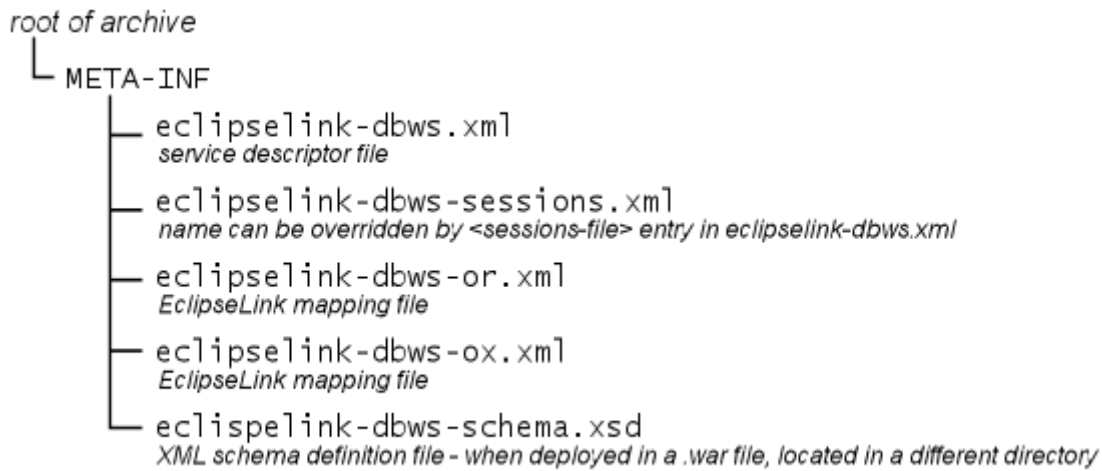 root of archive
META-INF
eclipselink-dbws.xml
service descriptor file
eclipselink-dbws-sessions.xml
name can be overridden by <sessions-file> entry in eclipselink-dbws.xml
eclipselink-dbws-or.xml
EclipseLink mapping file
eclipselink-dbws-ox.xml
EclipseLink mapping file
eclispelink-dbws-schema.xsd
XML schema definition file - when deployed in a .war file, located in a different directory